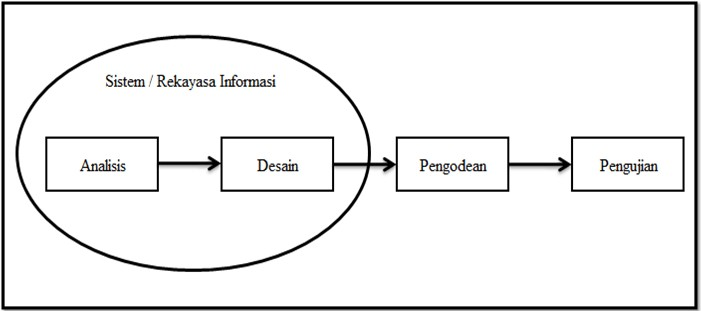 Sistem / Rekayasa Informasi
Analisis
Desain
Pengodean
Pengujian